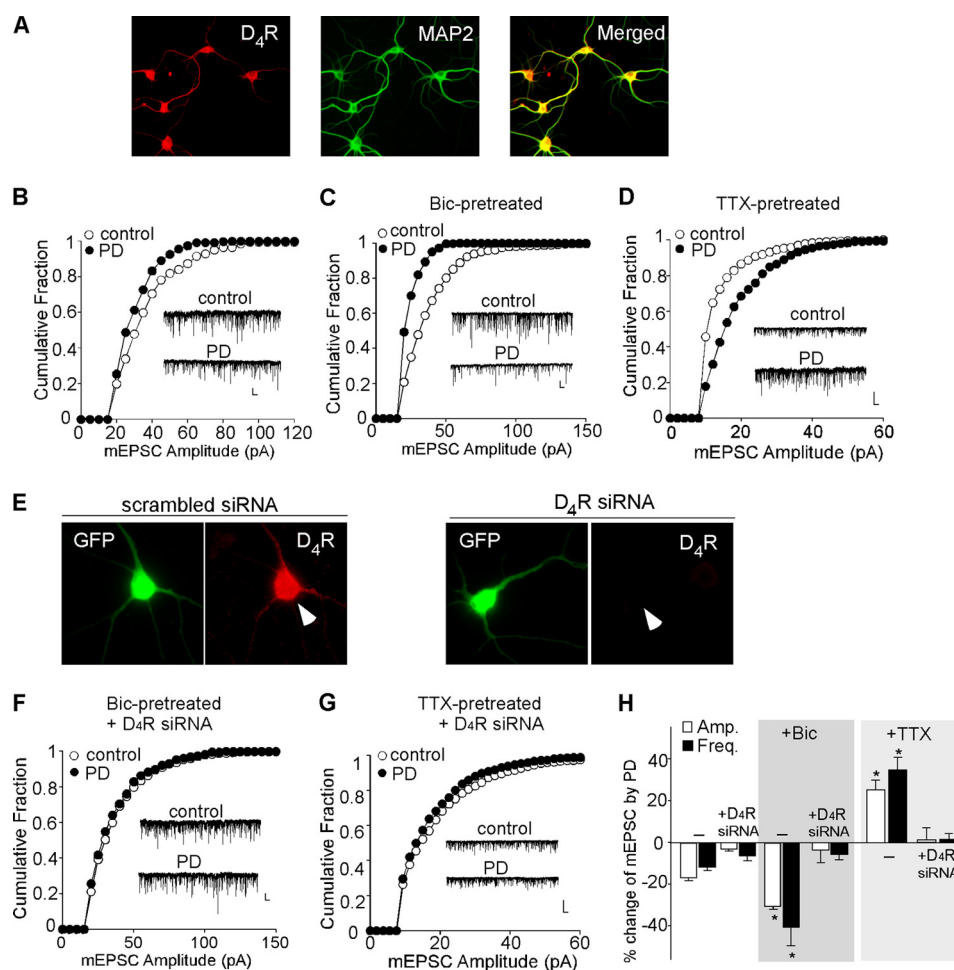 A
D4R
MAP2
Merged
B
control
PD
control
PD
Cumulative Fraction
1
0.8
0.6
0.4
0.2
0
0 20 40 60 80 100 120
mEPSC Amplitude (pA)
C
Bic-pretreated
control
PD
control
PD
Cumulative Fraction
1
0.8
0.6
0.4
0.2
0
0 50 100 150
mEPSC Amplitude (pA)
D
TTX-pretreated
control
PD
control
PD
Cumulative Fraction
1
0.8
0.6
0.4
0.2
0
0 20 40 60
mEPSC Amplitude (pA)
E
scrambled siRNA
GFP
D4R
D4R siRNA
GFP
D4R
F
Bic-pretreated
+ D4R siRNA
control
PD
control
PD
Cumulative Fraction
1
0.8
0.6
0.4
0.2
0
0 50 100 150
mEPSC Amplitude (pA)
G
TTX-pretreated
+ D4R siRNA
control
PD
control
PD
Cumulative Fraction
1
0.8
0.6
0.4
0.2
0
0 20 40 60
mEPSC Amplitude (pA)
H
Amp.
Freq.
+Bic
+TTX
% change of mEPSC by PD
40
20
0
-20
-40
–
+D4R
siRNA
–
+D4R
siRNA
–
+D4R
siRNA
* * * *